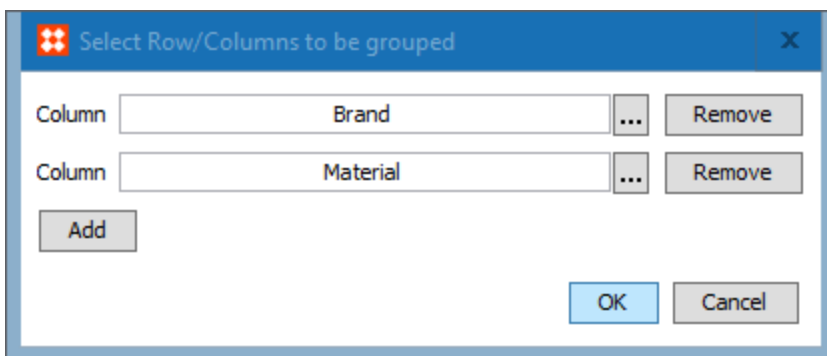 Select Row/Columns to be grouped x
Column Brand ... Remove
Column Material ... Remove
Add
OK Cancel